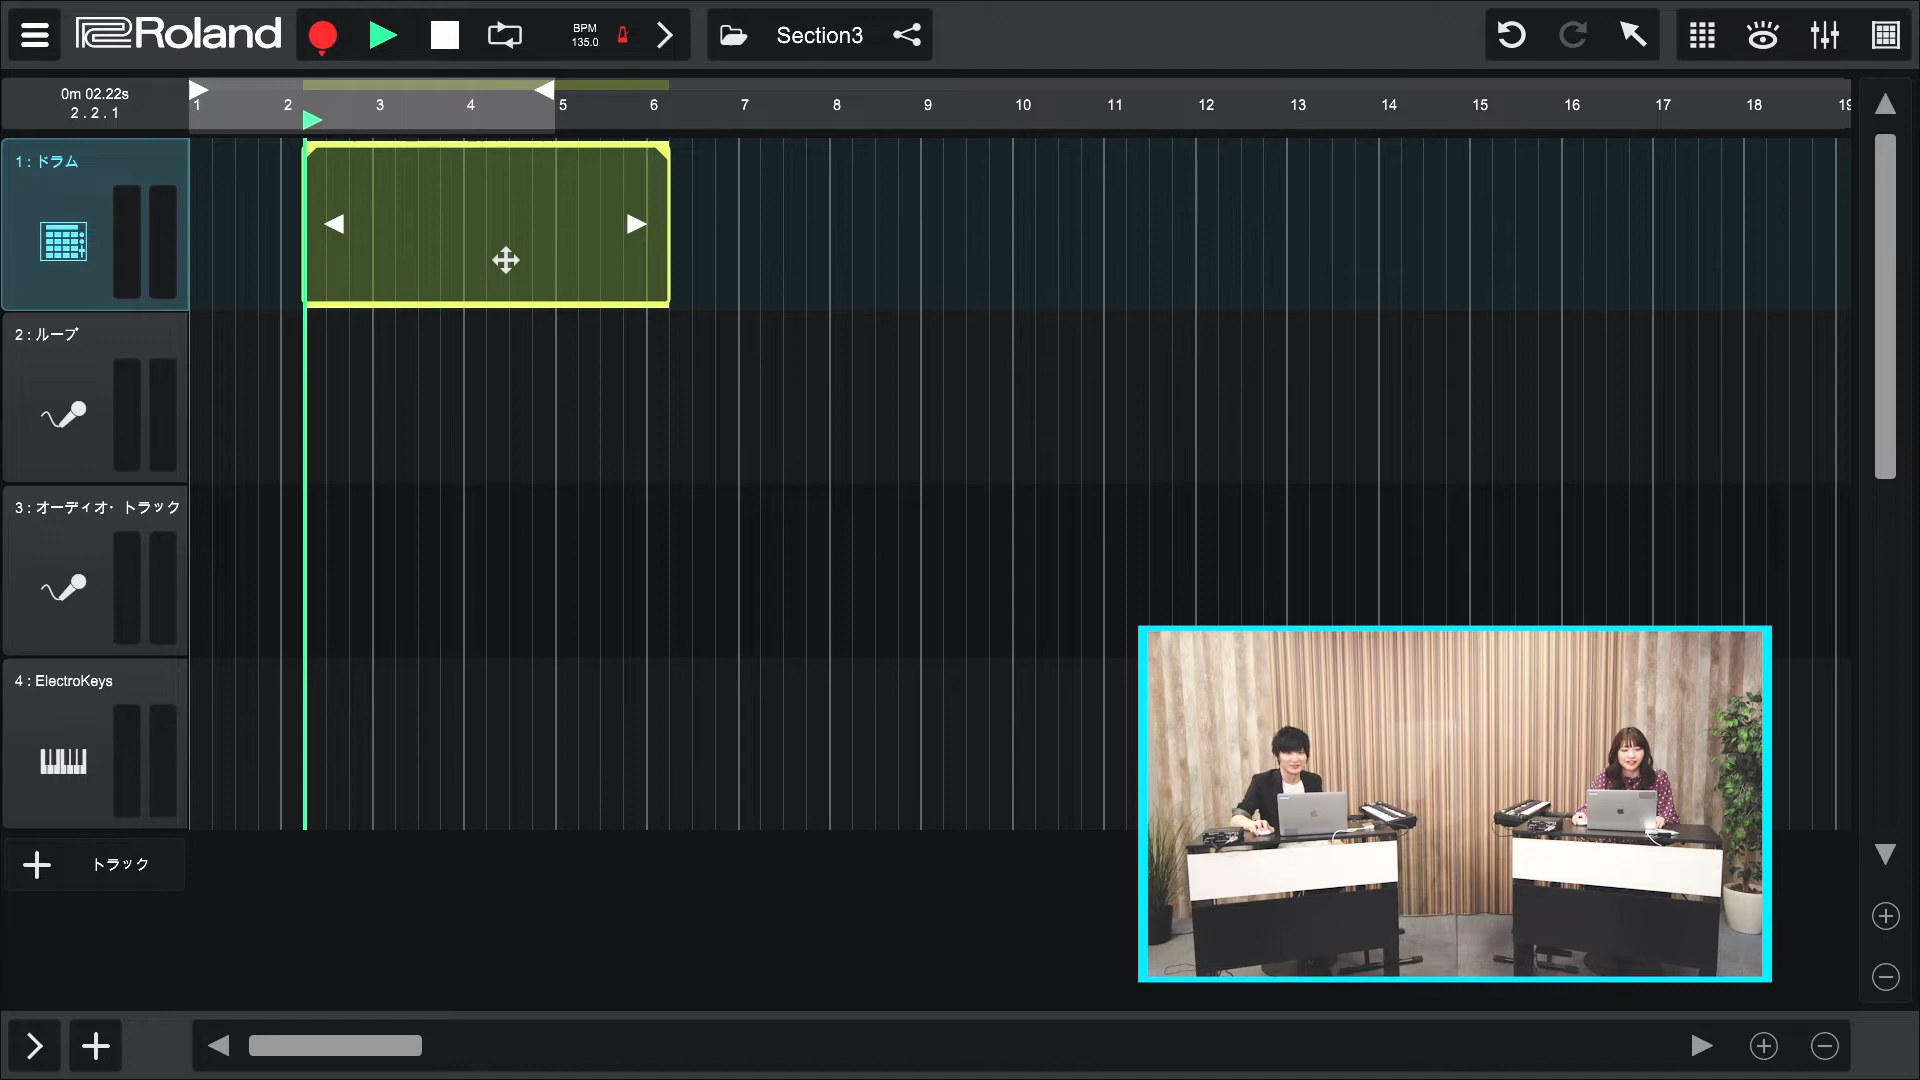 Roland
BPM
135.0
Section3
0m 02.22s
2 . 2 . 1
1 2 3 4 5 6 7 8 9 10 11 12 13 14 15 16 17 18 19
1 : ドラム
2 : ループ
3 : オーディオ・トラック
4 : ElectroKeys
トラック